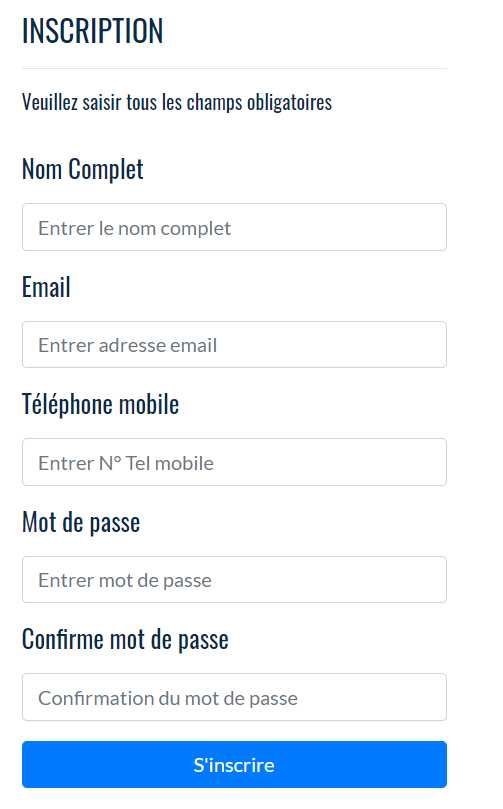 INSCRIPTION
Veuillez saisir tous les champs obligatoires
Nom Complet
Entrer le nom complet
Email
Entrer adresse email
Téléphone mobile
Entrer N° Tel mobile
Mot de passe
Entrer mot de passe
Confirme mot de passe
Confirmation du mot de passe
S'inscrire